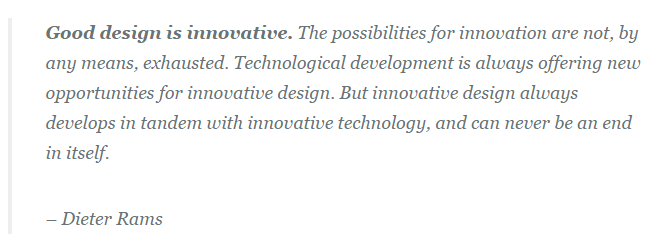 Good design is innovative. The possibilities for innovation are not, by
any means, exhausted. Technological development is always offering new
opportunities for innovative design. But innovative design always
develops in tandem with innovative technology, and can never be an end
in itself.
– Dieter Rams